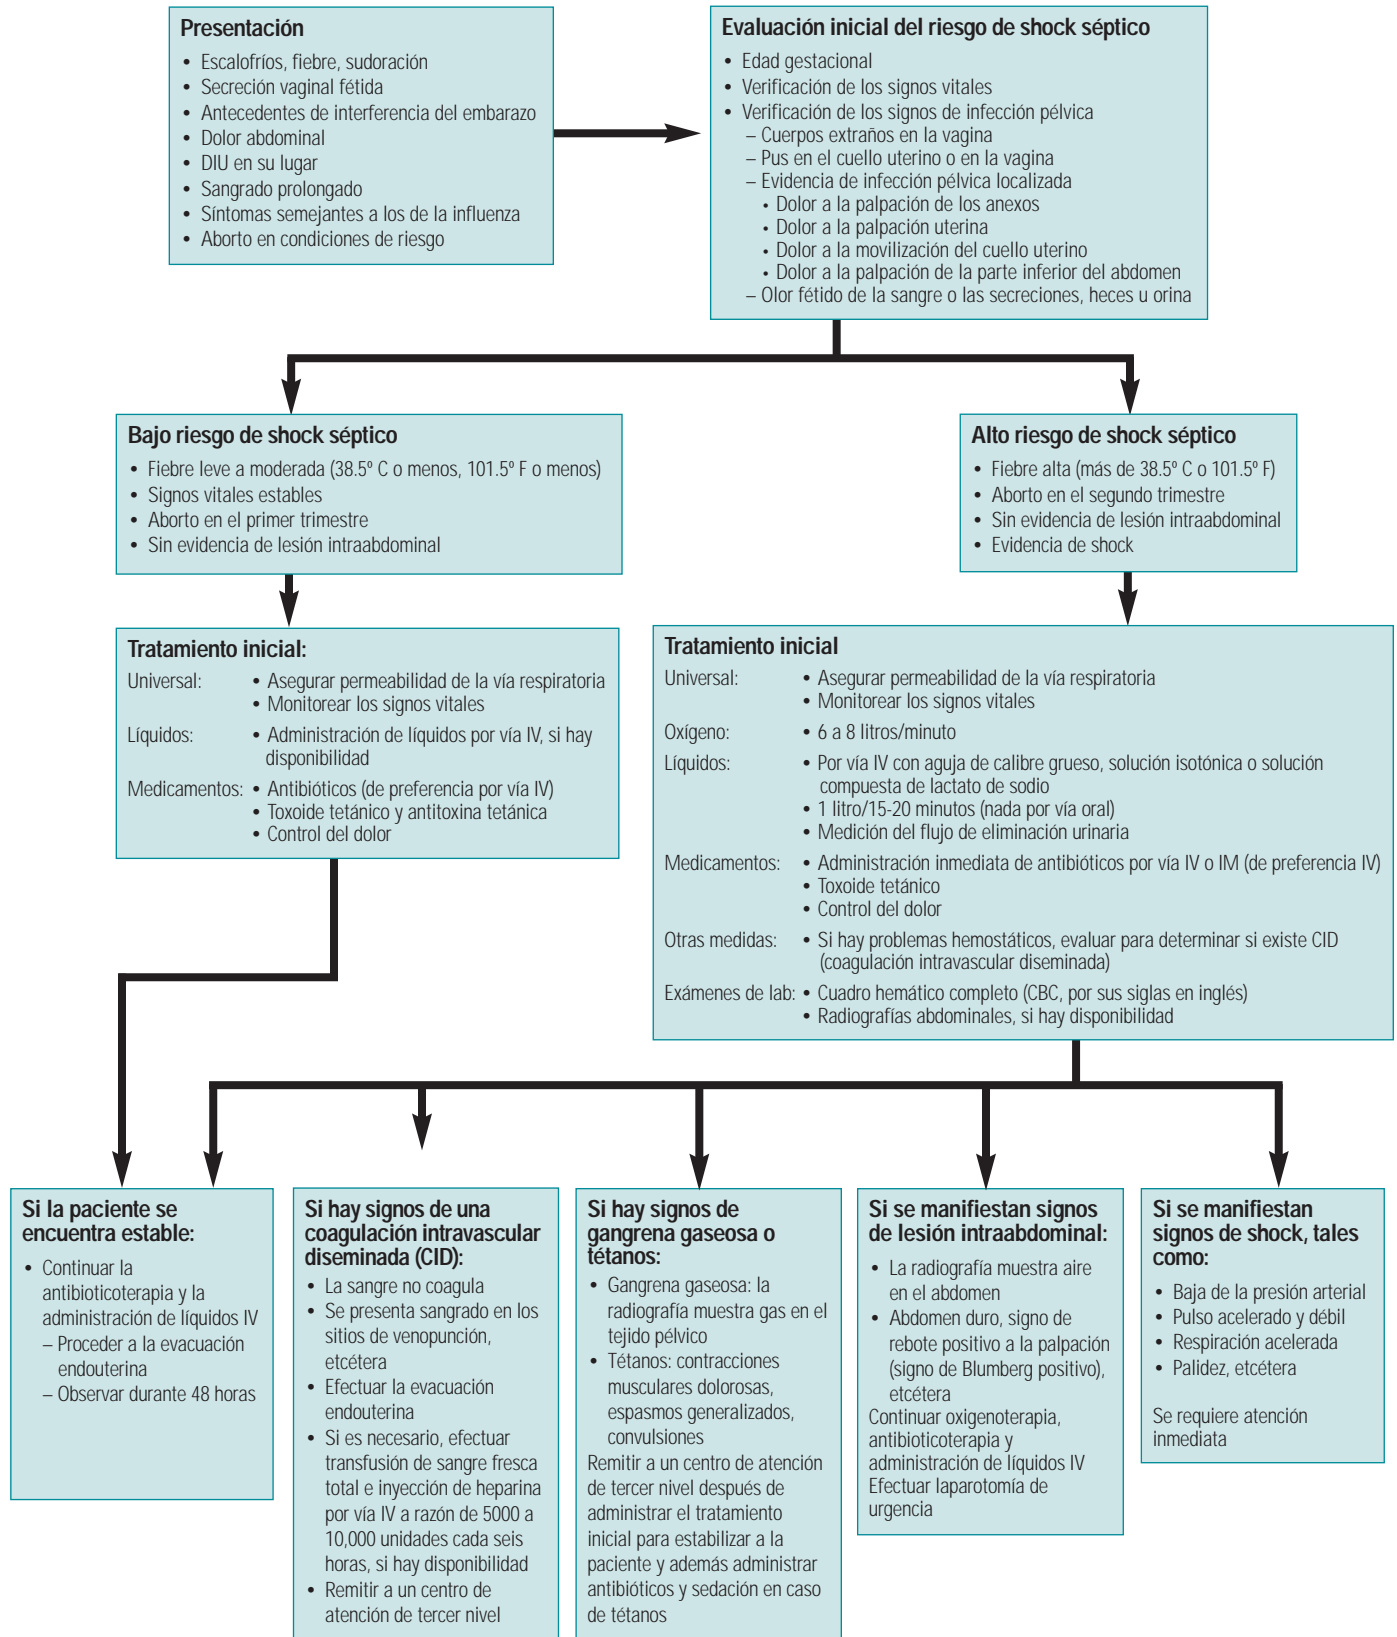 Presentación
• Escalofríos, fiebre, sudoración
• Secreción vaginal fétida
• Antecedentes de interferencia del embarazo
• Dolor abdominal
• DIU en su lugar
• Sangrado prolongado
• Síntomas semejantes a los de la influenza
• Aborto en condiciones de riesgo
Evaluación inicial del riesgo de shock séptico
• Edad gestacional
• Verificación de los signos vitales
• Verificación de los signos de infección pélvica
– Cuerpos extraños en la vagina
– Pus en el cuello uterino o en la vagina
– Evidencia de infección pélvica localizada
• Dolor a la palpación de los anexos
• Dolor a la palpación uterina
• Dolor a la movilización del cuello uterino
• Dolor a la palpación de la parte inferior del abdomen
– Olor fétido de la sangre o las secreciones, heces u orina
Bajo riesgo de shock séptico
• Fiebre leve a moderada (38.5º C o menos, 101.5º F o menos)
• Signos vitales estables
• Aborto en el primer trimestre
• Sin evidencia de lesión intraabdominal
Alto riesgo de shock séptico
• Fiebre alta (más de 38.5º C o 101.5º F)
• Aborto en el segundo trimestre
• Sin evidencia de lesión intraabdominal
• Evidencia de shock
Tratamiento inicial:
Universal: • Asegurar permeabilidad de la vía respiratoria
• Monitorear los signos vitales
Líquidos: • Administración de líquidos por vía IV, si hay
disponibilidad
Medicamentos: • Antibióticos (de preferencia por vía IV)
• Toxoide tetánico y antitoxina tetánica
• Control del dolor
Tratamiento inicial
Universal: • Asegurar permeabilidad de la vía respiratoria
• Monitorear los signos vitales
Oxígeno: • 6 a 8 litros/minuto
Líquidos: • Por vía IV con aguja de calibre grueso, solución isotónica o solución
compuesta de lactato de sodio
• 1 litro/15-20 minutos (nada por vía oral)
• Medición del flujo de eliminación urinaria
Medicamentos: • Administración inmediata de antibióticos por vía IV o IM (de preferencia IV)
• Toxoide tetánico
• Control del dolor
Otras medidas: • Si hay problemas hemostáticos, evaluar para determinar si existe CID
(coagulación intravascular diseminada)
Exámenes de lab: • Cuadro hemático completo (CBC, por sus siglas en inglés)
• Radiografías abdominales, si hay disponibilidad
Si la paciente se
encuentra estable:
• Continuar la
antibioticoterapia y la
administración de líquidos IV
– Proceder a la evacuación
endouterina
– Observar durante 48 horas
Si hay signos de una
coagulación intravascular
diseminada (CID):
• La sangre no coagula
• Se presenta sangrado en los
sitios de venopunción,
etcétera
• Efectuar la evacuación
endouterina
• Si es necesario, efectuar
transfusión de sangre fresca
total e inyección de heparina
por vía IV a razón de 5000 a
10,000 unidades cada seis
horas, si hay disponibilidad
• Remitir a un centro de
atención de tercer nivel
Si hay signos de
gangrena gaseosa o
tétanos:
• Gangrena gaseosa: la
radiografía muestra gas en el
tejido pélvico
• Tétanos: contracciones
musculares dolorosas,
espasmos generalizados,
convulsiones
Remitir a un centro de atención
de tercer nivel después de
administrar el tratamiento
inicial para estabilizar a la
paciente y además administrar
antibióticos y sedación en caso
de tétanos
Si se manifiestan signos
de lesión intraabdominal:
• La radiografía muestra aire
en el abdomen
• Abdomen duro, signo de
rebote positivo a la palpación
(signo de Blumberg positivo),
etcétera
Continuar oxigenoterapia,
antibioticoterapia y
administración de líquidos IV
Efectuar laparotomía de
urgencia
Si se manifiestan
signos de shock, tales
como:
• Baja de la presión arterial
• Pulso acelerado y débil
• Respiración acelerada
• Palidez, etcétera
Se requiere atención
inmediata